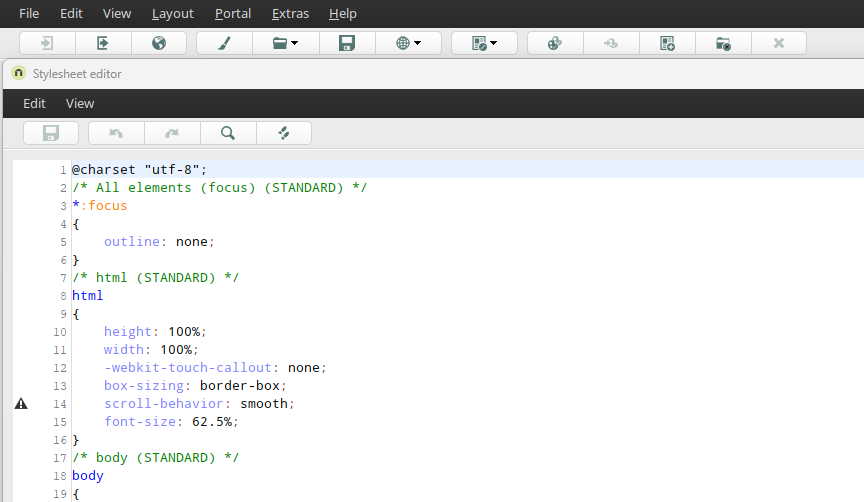 File Edit View Layout Portal Extras Help
Stylesheet editor
Edit View
1 @charset "utf-8";
2 /* All elements (focus) (STANDARD) */
3 *:focus
4 {
5 outline: none;
6 }
7 /* html (STANDARD) */
8 html
9 {
10 height: 100%;
11 width: 100%;
12 -webkit-touch-callout: none;
13 box-sizing: border-box;
14 scroll-behavior: smooth;
15 font-size: 62.5%;
16 }
17 /* body (STANDARD) */
18 body
19 {